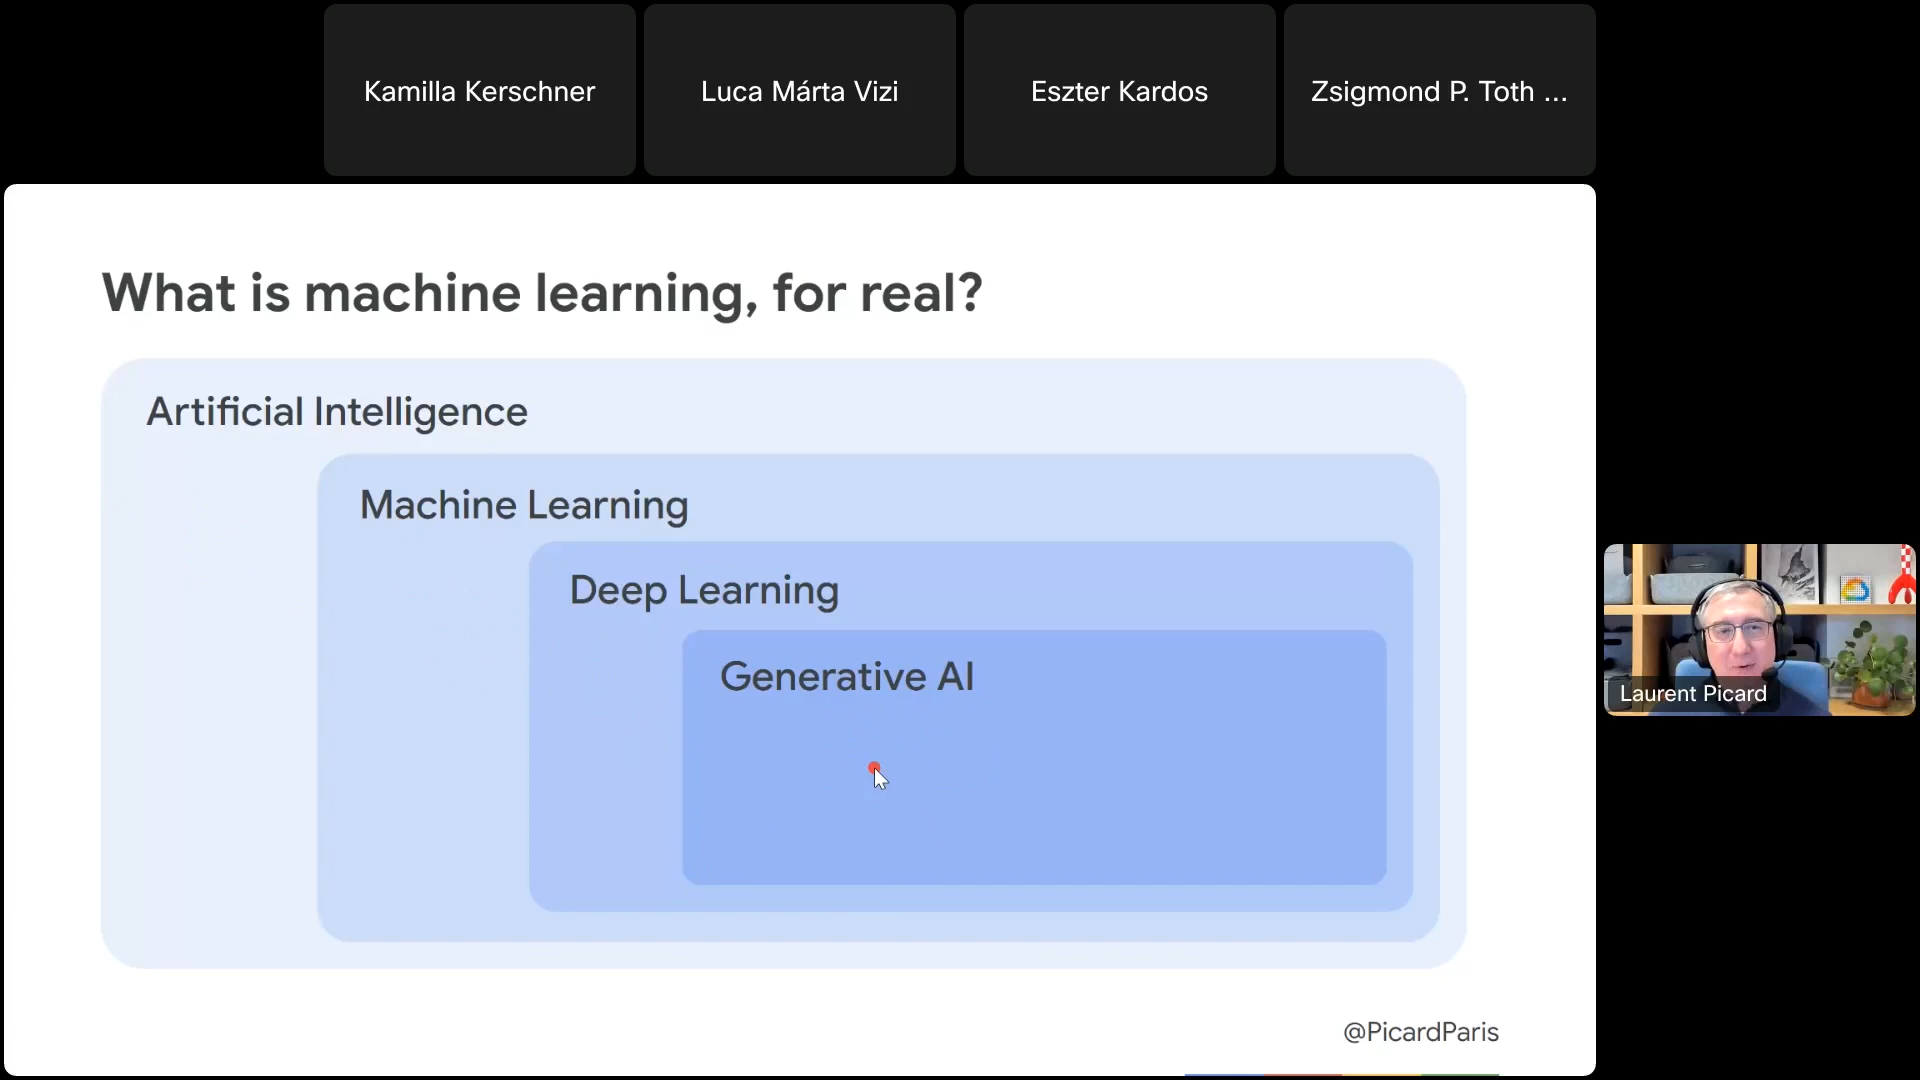 Kamilla Kerschner
Luca Márta Vizi
Eszter Kardos
Zsigmond P. Toth ...
What is machine learning, for real?
Artificial Intelligence
Machine Learning
Deep Learning
Generative AI
Laurent Picard
@PicardParis